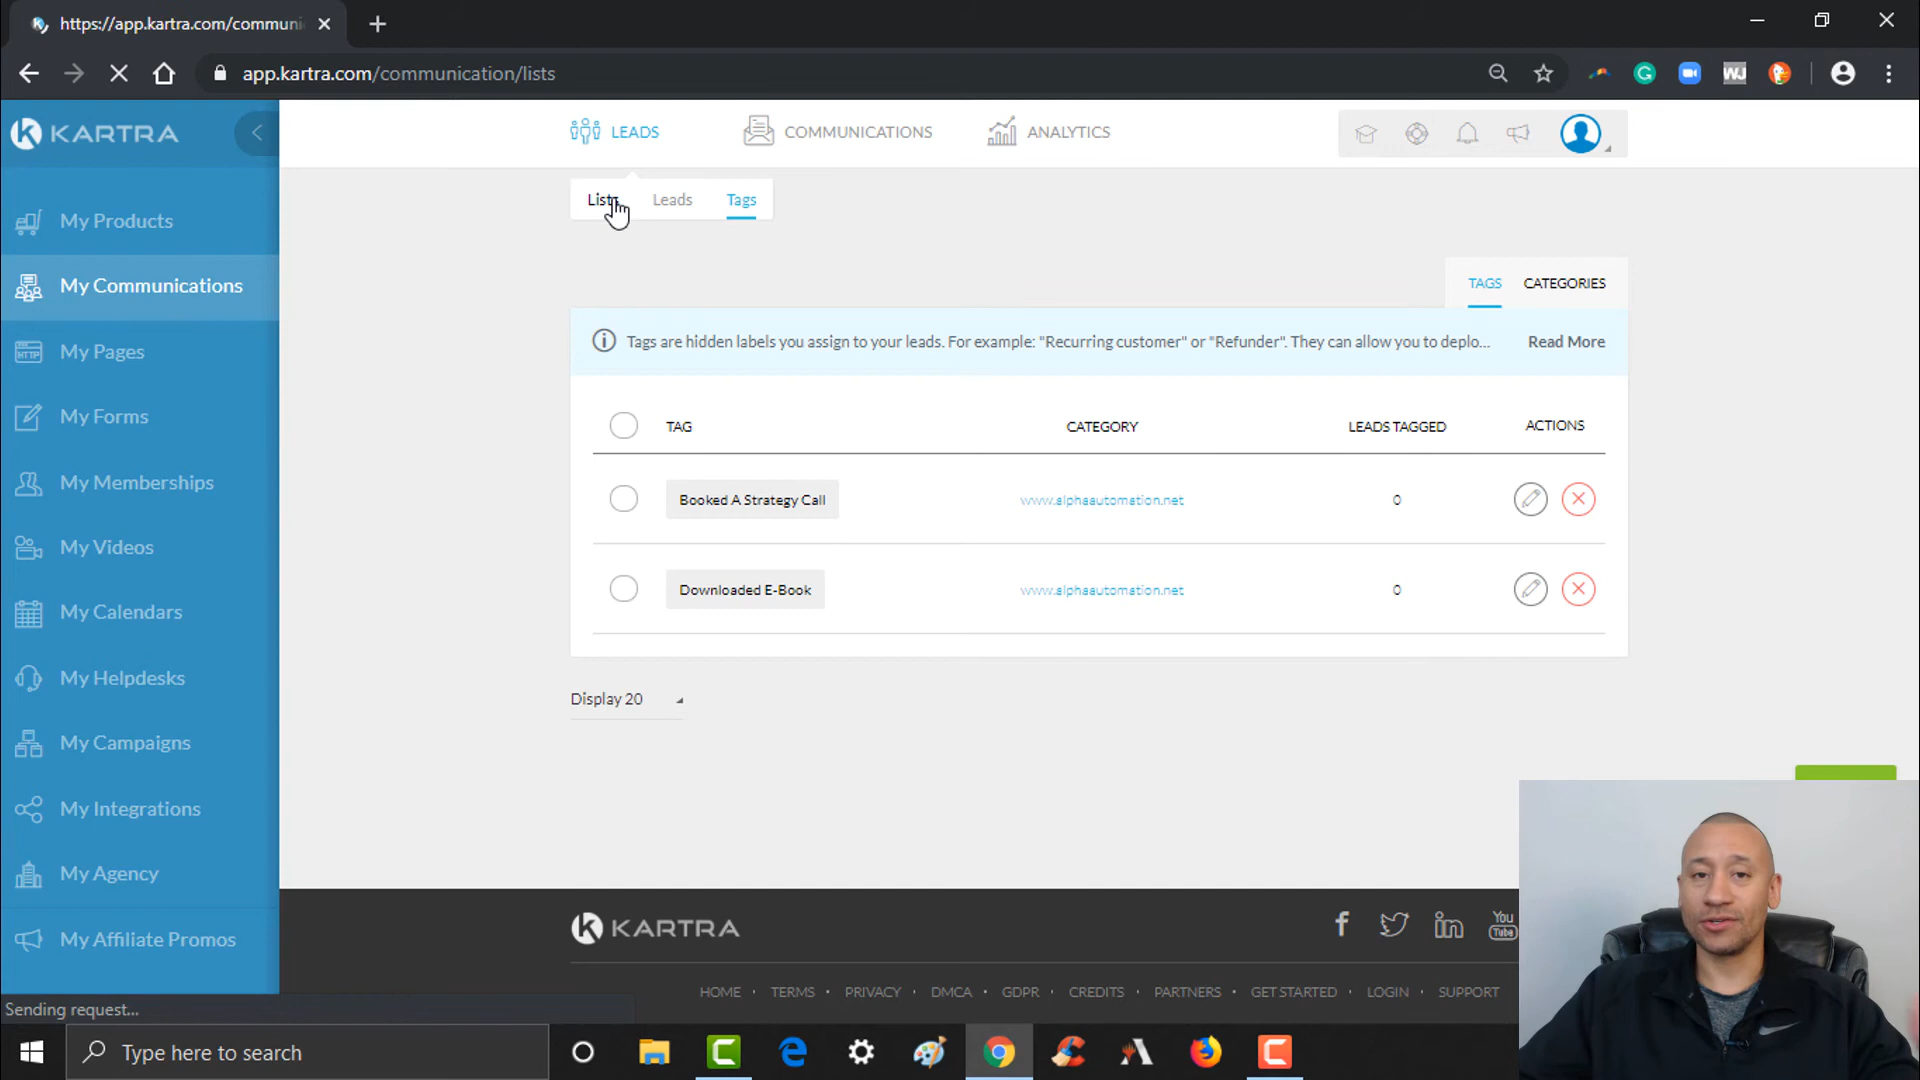 https://app.kartra.com/communi
app.kartra.com/communication/lists
KARTRA
LEADS
COMMUNICATIONS
ANALYTICS
Lists
Leads
Tags
My Products
My Communications
My Pages
My Forms
My Memberships
My Videos
My Calendars
My Helpdesks
My Campaigns
My Integrations
My Agency
My Affiliate Promos
TAGS
CATEGORIES
Tags are hidden labels you assign to your leads. For example: "Recurring customer" or "Refunder". They can allow you to deplo...
Read More
TAG
CATEGORY
LEADS TAGGED
ACTIONS
Booked A Strategy Call
www.alphaautomation.net
0
Downloaded E-Book
www.alphaautomation.net
0
Display 20
KARTRA
You
Tube
HOME · TERMS · PRIVACY · DMCA · GDPR · CREDITS · PARTNERS · GET STARTED · LOGIN · SUPPORT
Sending request...
Type here to search